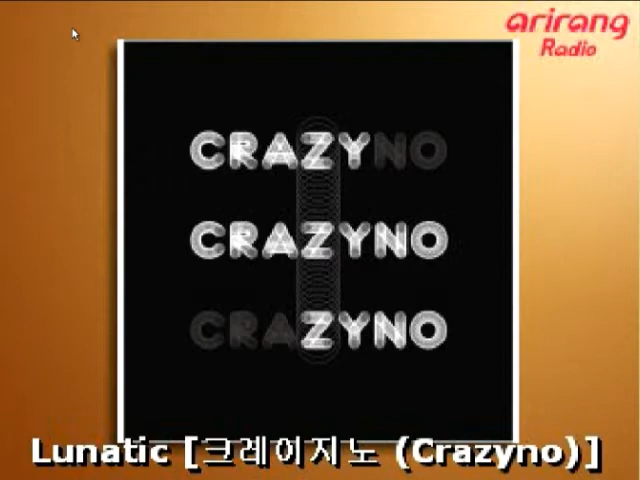 arirang
Radio
CRAZYNO
CRAZYNO
CRAZYNO
Lunatic [크레이지노 (Crazyno)]